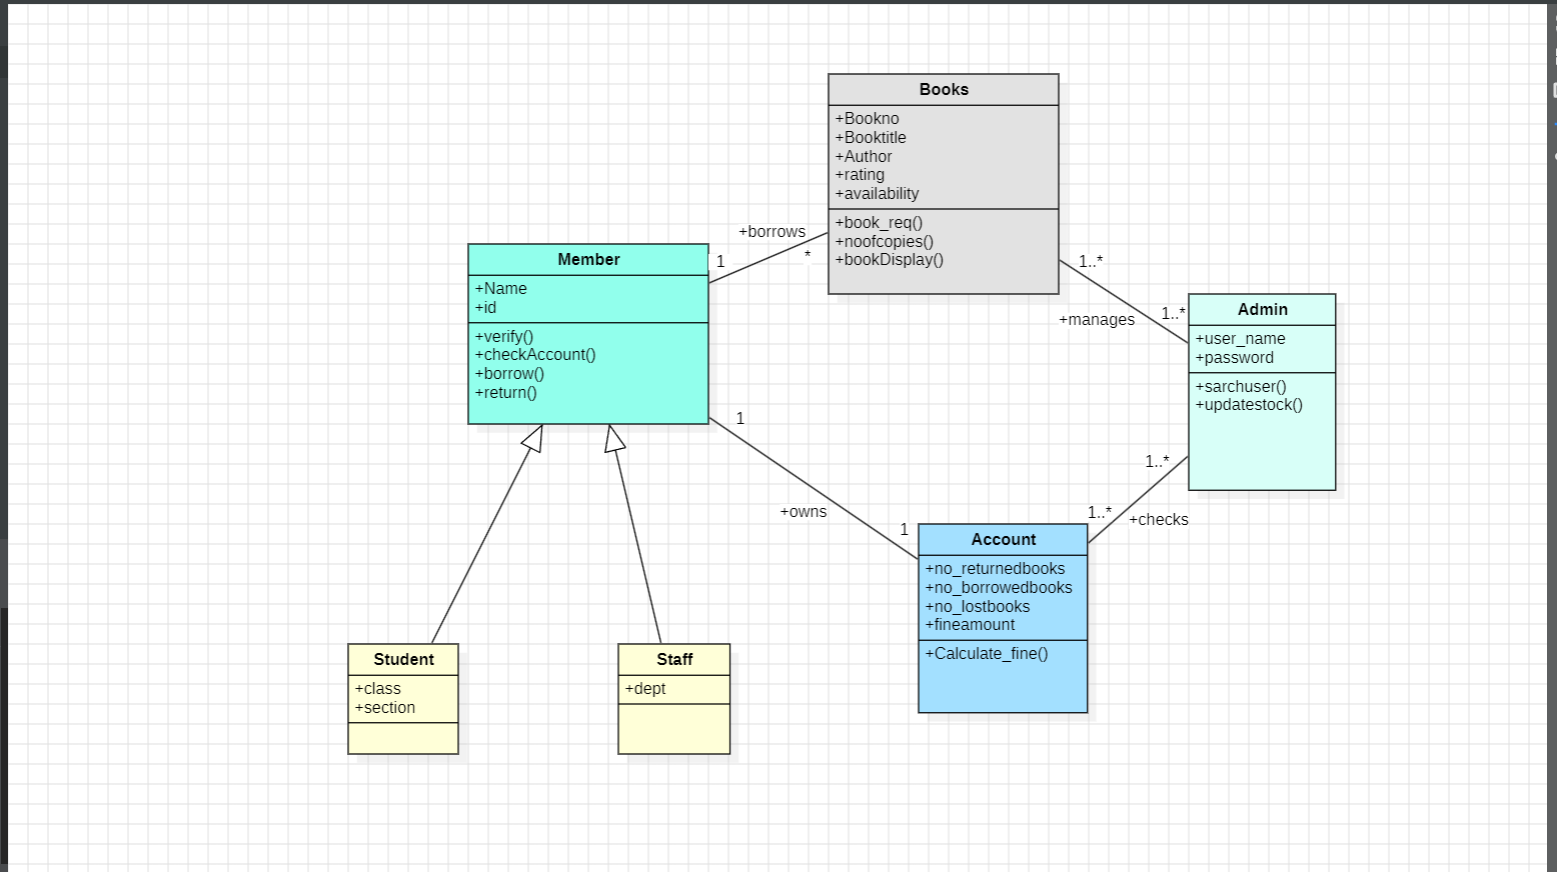 Books
+Bookno
+Booktitle
+Author
+rating
+availability
+book_req()
+noofcopies()
+bookDisplay()
+borrows
1
*
Member
+Name
+id
+verify()
+checkAccount()
+borrow()
+return()
1..*
+manages
1..*
Admin
+user_name
+password
+sarchuser()
+updatestock()
1
+owns
1
1..*
1..*
+checks
Account
+no_returnedbooks
+no_borrowedbooks
+no_lostbooks
+fineamount
+Calculate_fine()
Student
+class
+section
Staff
+dept